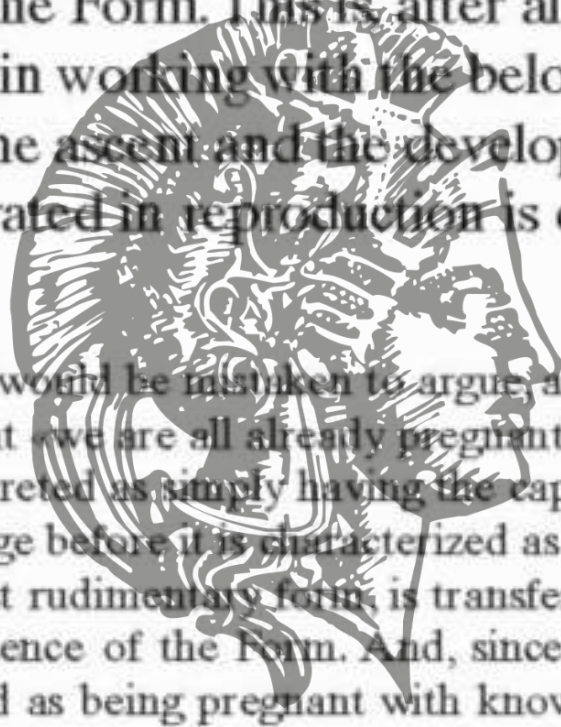 he Form. This is, after al
in working with the belo
he ascent and the develop
rated in reproduction is
would be mistaken to argue, a
t «we are all already pregnant
reted as simply having the cap
ge before it is characterized as
t rudimentary form, is transfe
ence of the Form. And, since
d as being pregnant with know